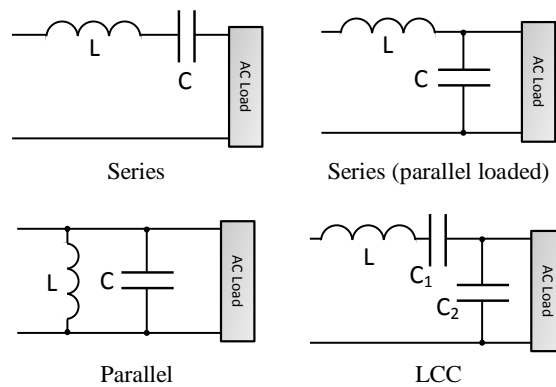 L
C
AC Load
Series
L
C
AC Load
Series (parallel loaded)
L
C
AC Load
Parallel
L
C₁
C₂
AC Load
LCC